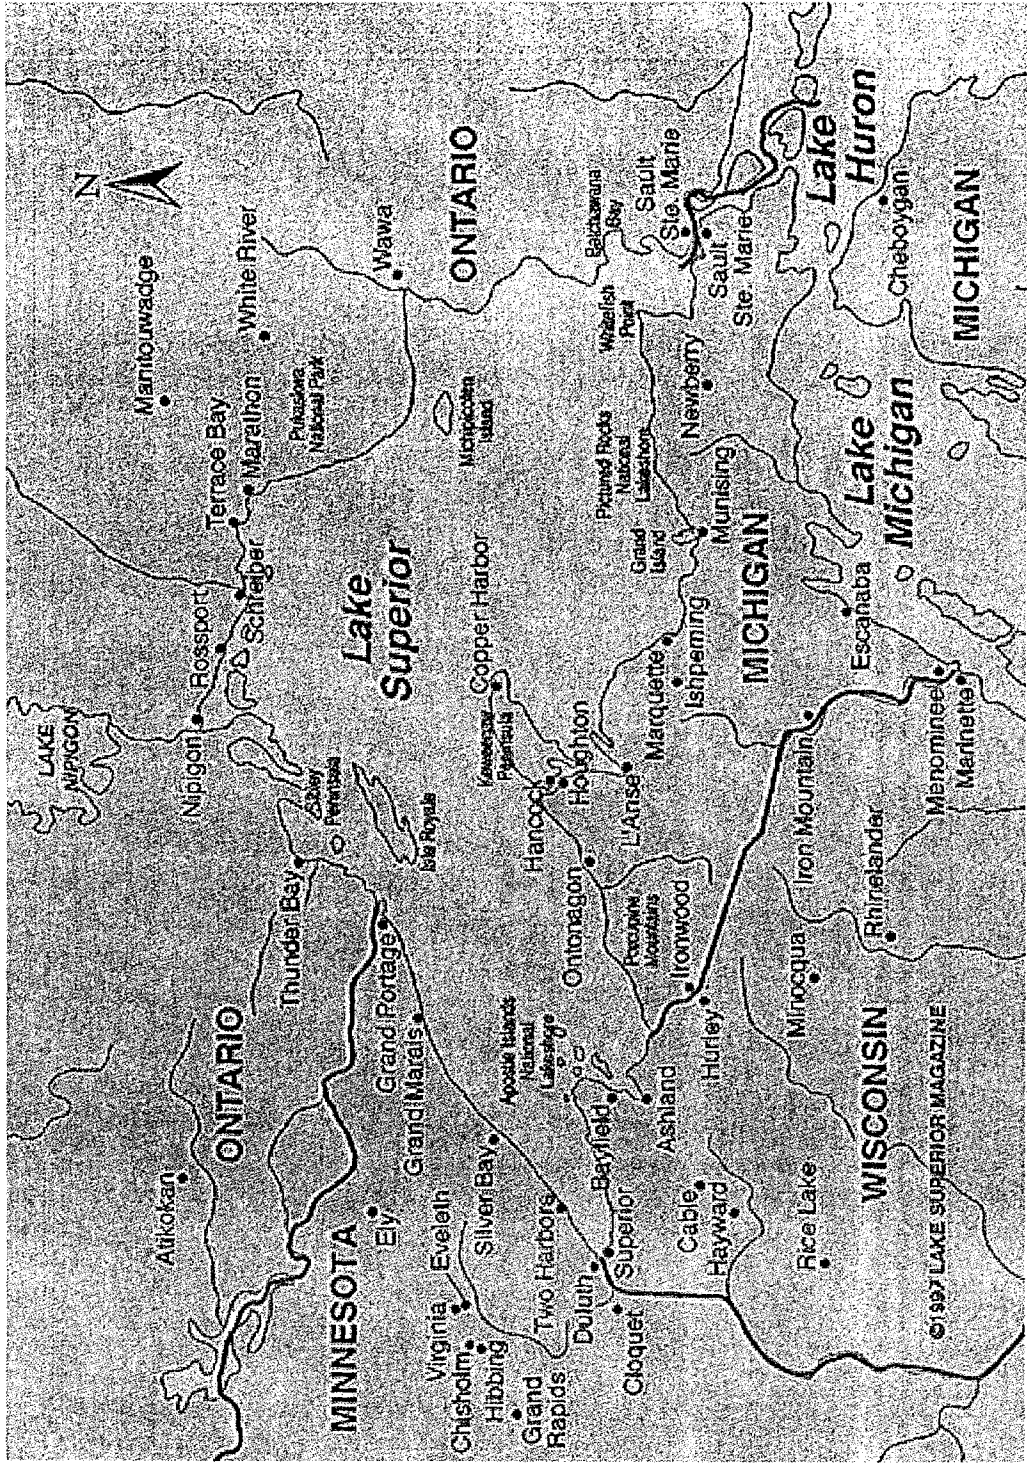 N
LAKE
NIPIGON
Manitouwadge
White River
Terrace Bay
Marathon
Pukaskwa
National Park
Wawa
Rossport
Schreiber
Nipigon
Thunder Bay
Sibley
Peninsula
Isle Royale
Lake
Superior
Michipicoten
Island
ONTARIO
ONTARIO
Atikokan
Grand Portage
Grand Marais
MINNESOTA
Ely
Virginia
Eveleth
Chisholm
Hibbing
Grand
Rapids
Silver Bay
Two Harbors
Duluth
Superior
Cloquet
Apostle Islands
National
Lakeshore
Bayfield
Ashland
Cable
Hayward
Rice Lake
Hurley
Ironwood
Porcupine
Mountains
Ontonagon
Hancock
Houghton
Keweenaw
Peninsula
Copper Harbor
L'Anse
Marquette
Ishpeming
Grand
Island
Munising
Pictured Rocks
National
Lakeshore
Newberry
Whitefish
Point
Batchawana
Bay
Sault
Ste. Marie
Sault
Ste. Marie
Lake
Huron
Cheboygan
MICHIGAN
Lake
Michigan
MICHIGAN
Escanaba
Iron Mountain
Menominee
Marinette
Rhinelander
Minocqua
WISCONSIN
©1997 LAKE SUPERIOR MAGAZINE